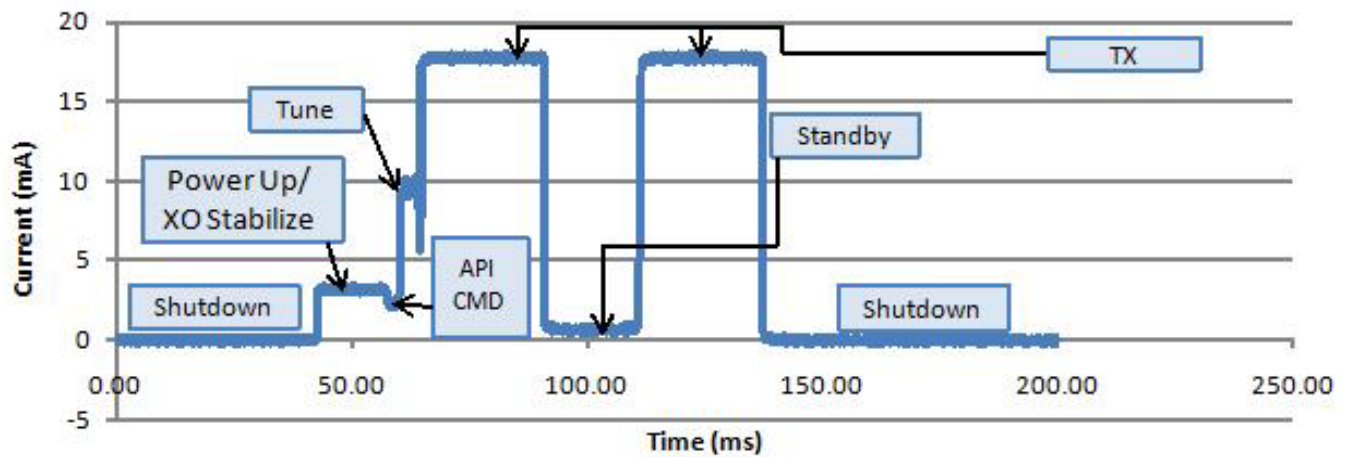 20
15
10
5
0
-5
Current (mA)
Shutdown
Power Up/
XO Stabilize
Tune
API
CMD
TX
Standby
Shutdown
0.00
50.00
100.00
150.00
200.00
250.00
Time (ms)